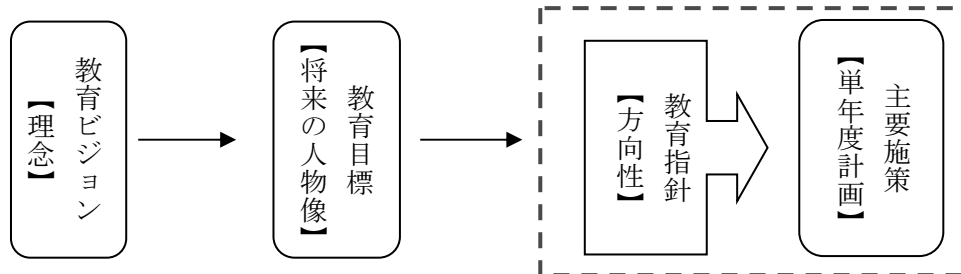 教育ビジョン
【理念】
教育目標
【将来の人物像】
教育指針
【方向性】
主要施策
【単年度計画】